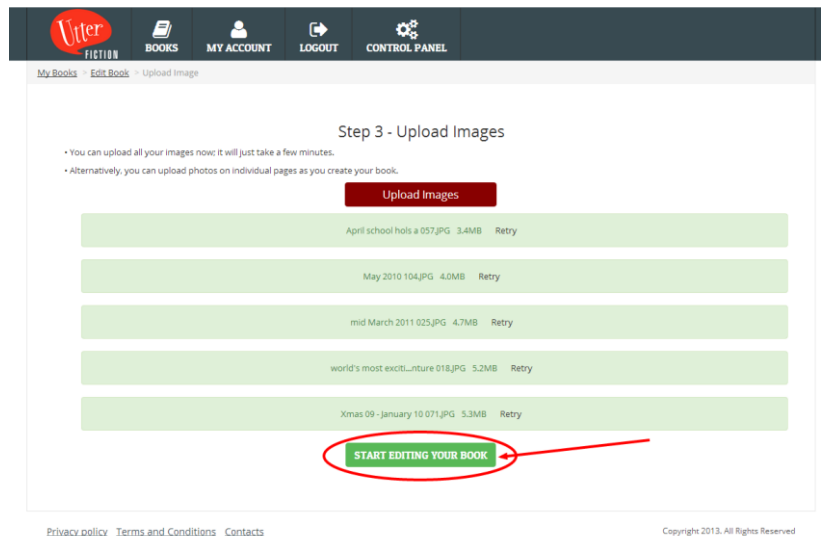 Utter
FICTION
BOOKS
MY ACCOUNT
LOGOUT
CONTROL PANEL
My Books > Edit Book > Upload Image
Step 3 - Upload Images
• You can upload all your images now; it will just take a few minutes.
• Alternatively, you can upload photos on individual pages as you create your book.
Upload Images
April school hols a 057.JPG 3.4MB Retry
May 2010 104.JPG 4.0MB Retry
mid March 2011 025.JPG 4.7MB Retry
world's most exciti...nture 018.JPG 5.2MB Retry
Xmas 09 - January 10 071.JPG 5.3MB Retry
START EDITING YOUR BOOK
Privacy policy Terms and Conditions Contacts
Copyright 2013. All Rights Reserved